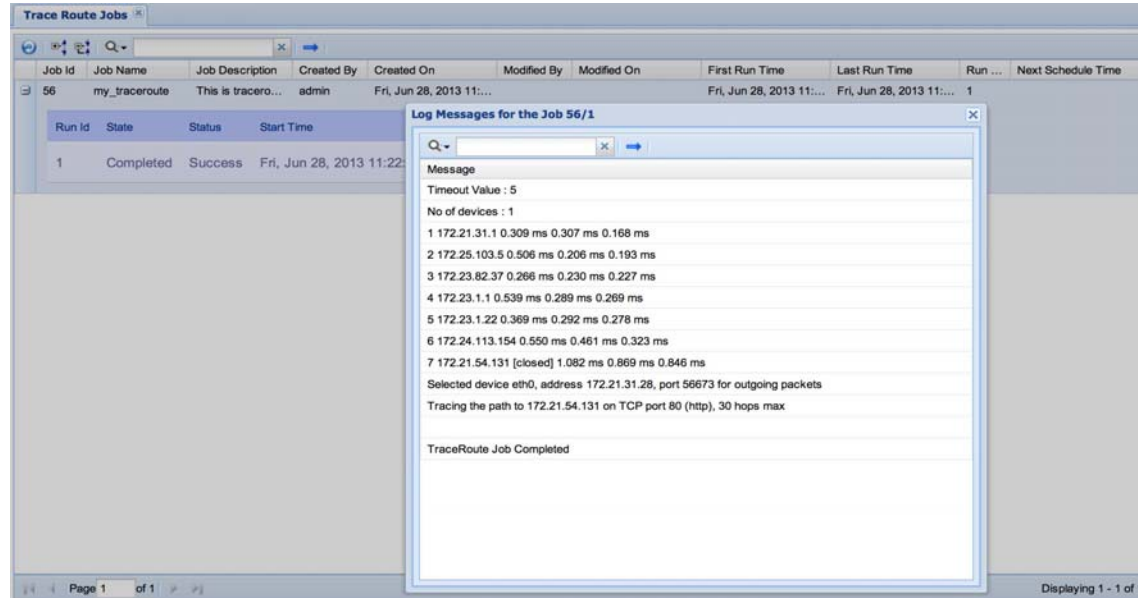 Trace Route Jobs
Job Id Job Name Job Description Created By Created On Modified By Modified On First Run Time Last Run Time Run ... Next Schedule Time
56 my_traceroute This is tracero... admin Fri, Jun 28, 2013 11:... Fri, Jun 28, 2013 11:... Fri, Jun 28, 2013 11:... 1
Run Id State Status Start Time
1 Completed Success Fri, Jun 28, 2013 11:22:
Log Messages for the Job 56/1
Message
Timeout Value : 5
No of devices : 1
1 172.21.31.1 0.309 ms 0.307 ms 0.168 ms
2 172.25.103.5 0.506 ms 0.206 ms 0.193 ms
3 172.23.82.37 0.266 ms 0.230 ms 0.227 ms
4 172.23.1.1 0.539 ms 0.289 ms 0.269 ms
5 172.23.1.22 0.369 ms 0.292 ms 0.278 ms
6 172.24.113.154 0.550 ms 0.461 ms 0.323 ms
7 172.21.54.131 [closed] 1.082 ms 0.869 ms 0.846 ms
Selected device eth0, address 172.21.31.28, port 56673 for outgoing packets
Tracing the path to 172.21.54.131 on TCP port 80 (http), 30 hops max
TraceRoute Job Completed
Page 1 of 1
Displaying 1 - 1 of